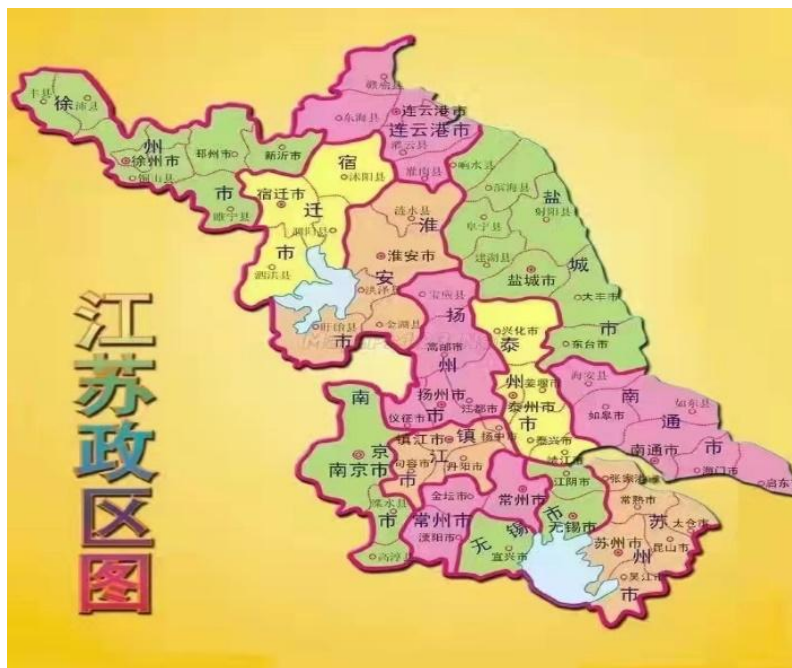 赣榆县
连云港市
东海县
连云港市
灌云县
灌南县
丰县
徐
沛县
州
徐州市
铜山县
邳州市
新沂市
市
睢宁县
宿
沭阳县
宿迁市
迁
泗阳县
市
泗洪县
响水县
滨海县
盐
射阳县
阜宁县
建湖县
城
盐城市
大丰市
市
东台市
涟水县
淮
淮安市
安
洪泽县
盱眙县
金湖县
市
宝应县
扬
高邮市
州
扬州市
市
江都市
仪征市
兴化市
泰
姜堰市
州
泰州市
市
泰兴市
靖江市
海安县
南
如皋市
如东县
通
南通市
市
海门市
启东市
南
京
南京市
溧水县
市
高淳县
镇江市
镇
扬中市
江
句容市
丹阳市
市
金坛市
常州市
常州市
溧阳市
江阴市
无锡市
无锡市
宜兴市
张家港市
常熟市
苏
太仓市
苏州市
昆山市
州
吴江市
市
江苏政区图